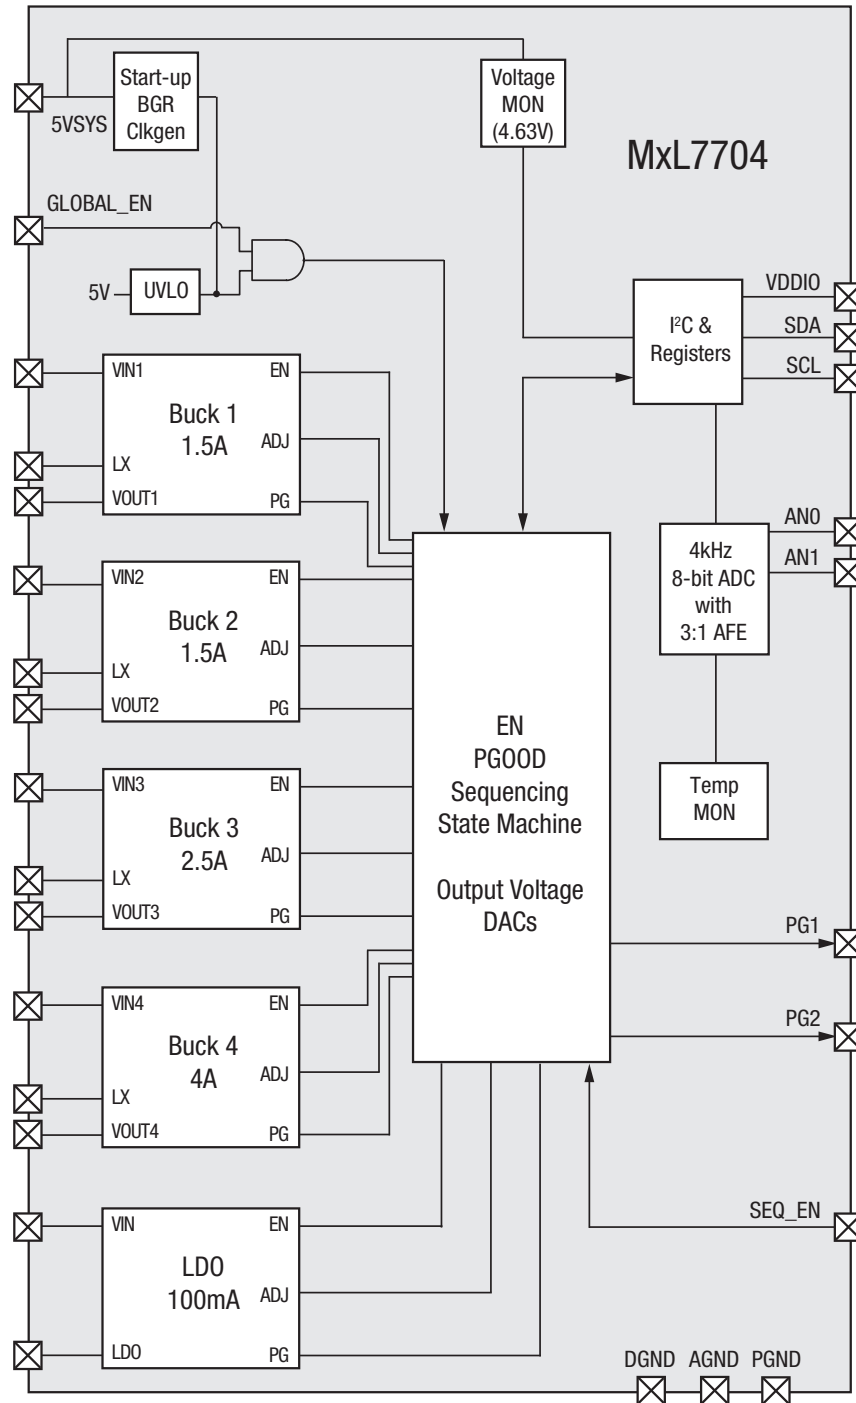 Start-up
BGR
Clkgen
5VSYS
Voltage
MON
(4.63V)
MxL7704
GLOBAL_EN
5V
UVLO
I²C &
Registers
VDDIO
SDA
SCL
VIN1
EN
Buck 1
1.5A
ADJ
LX
VOUT1
PG
4kHz
8-bit ADC
with
3:1 AFE
AN0
AN1
VIN2
EN
Buck 2
1.5A
ADJ
LX
VOUT2
PG
EN
PGOOD
Sequencing
State Machine
Output Voltage
DACs
Temp
MON
VIN3
EN
Buck 3
2.5A
ADJ
LX
VOUT3
PG
PG1
PG2
VIN4
EN
Buck 4
4A
ADJ
LX
VOUT4
PG
SEQ_EN
VIN
EN
LDO
100mA
ADJ
LDO
PG
DGND AGND PGND